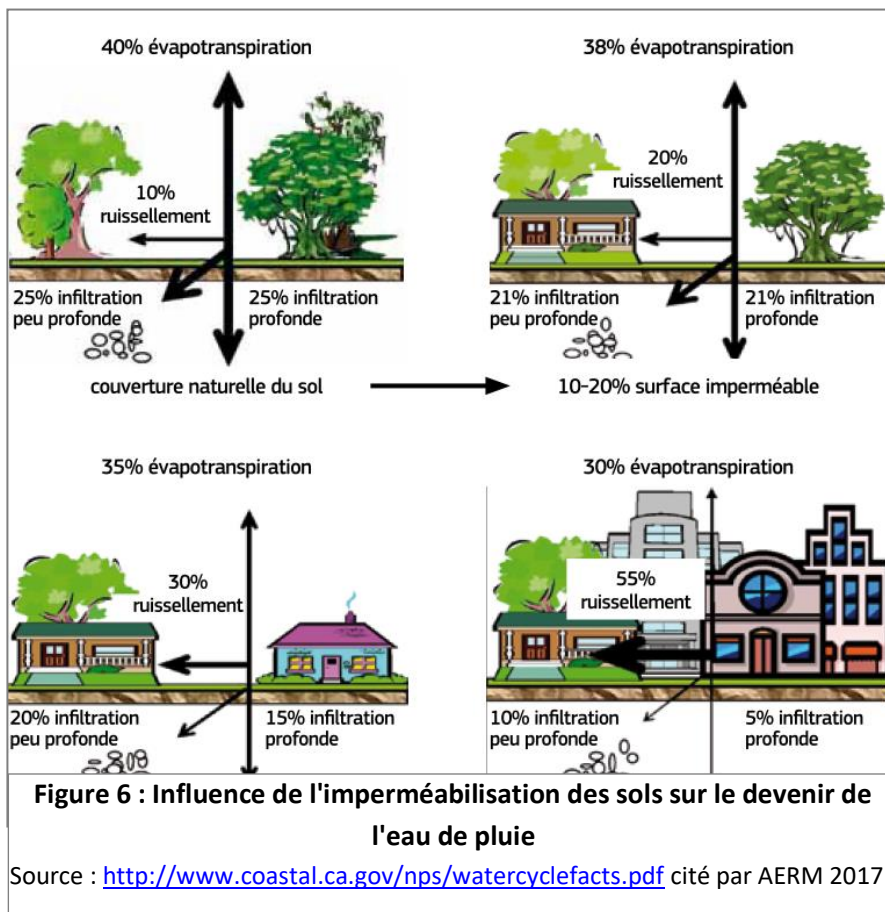 40% évapotranspiration
10%
ruissellement
25% infiltration
peu profonde
25% infiltration
profonde
couverture naturelle du sol
38% évapotranspiration
20%
ruissellement
21% infiltration
peu profonde
21% infiltration
profonde
10-20% surface imperméable
35% évapotranspiration
30%
ruissellement
20% infiltration
peu profonde
15% infiltration
profonde
30% évapotranspiration
55%
ruissellement
10% infiltration
peu profonde
5% infiltration
profonde
Figure 6 : Influence de l'imperméabilisation des sols sur le devenir de
l'eau de pluie
Source : http://www.coastal.ca.gov/nps/watercyclefacts.pdf cité par AERM 2017